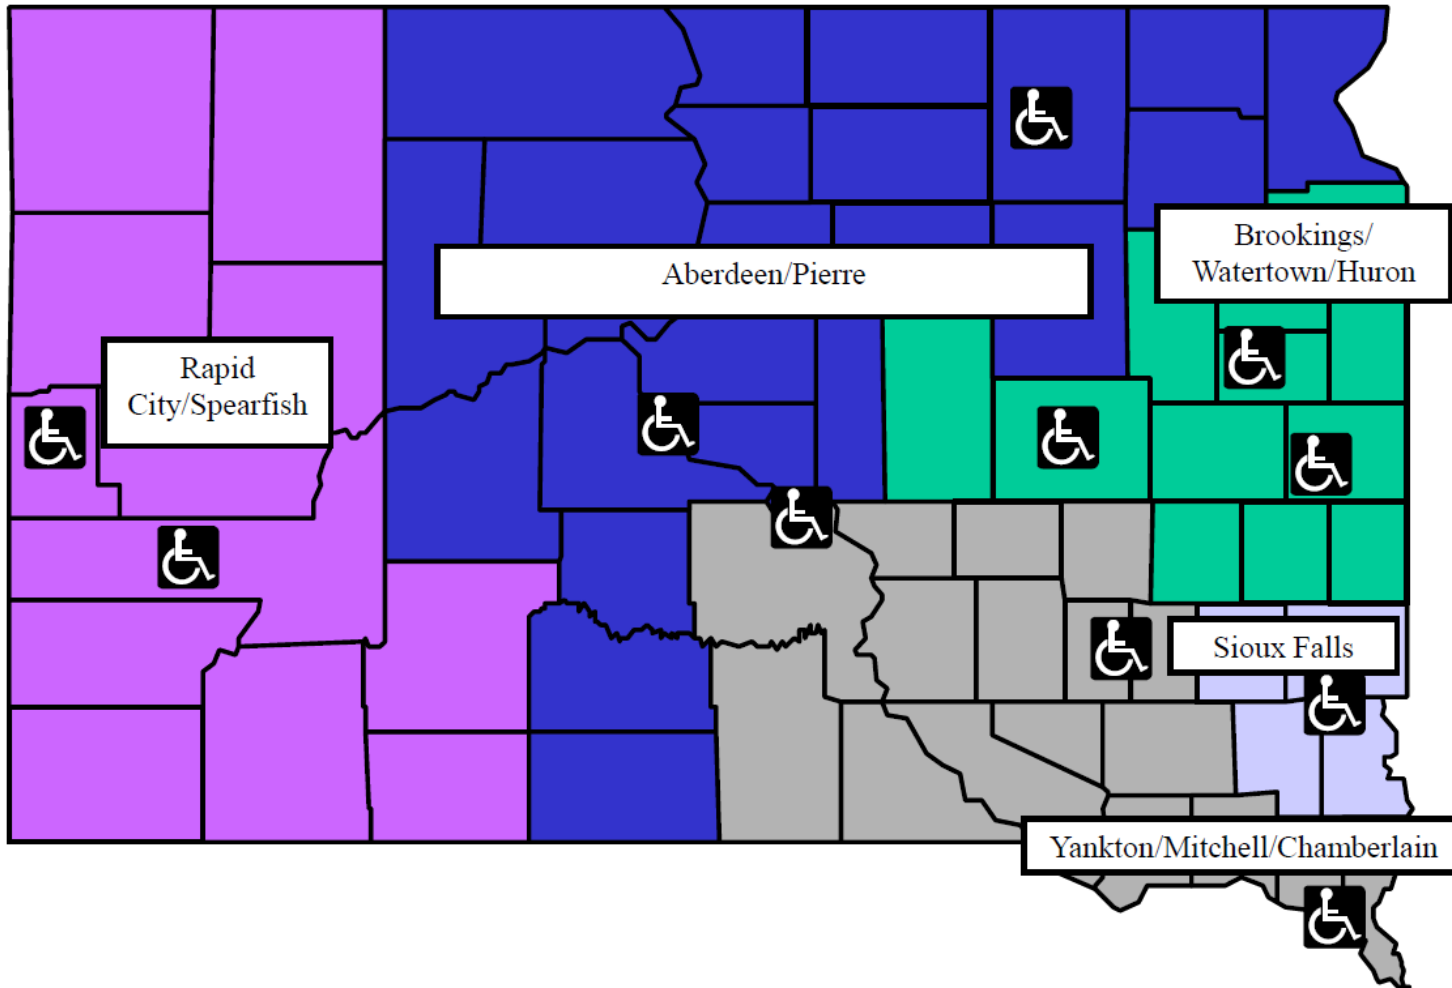 Aberdeen/Pierre
Brookings/
Watertown/Huron
Rapid
City/Spearfish
Sioux Falls
Yankton/Mitchell/Chamberlain